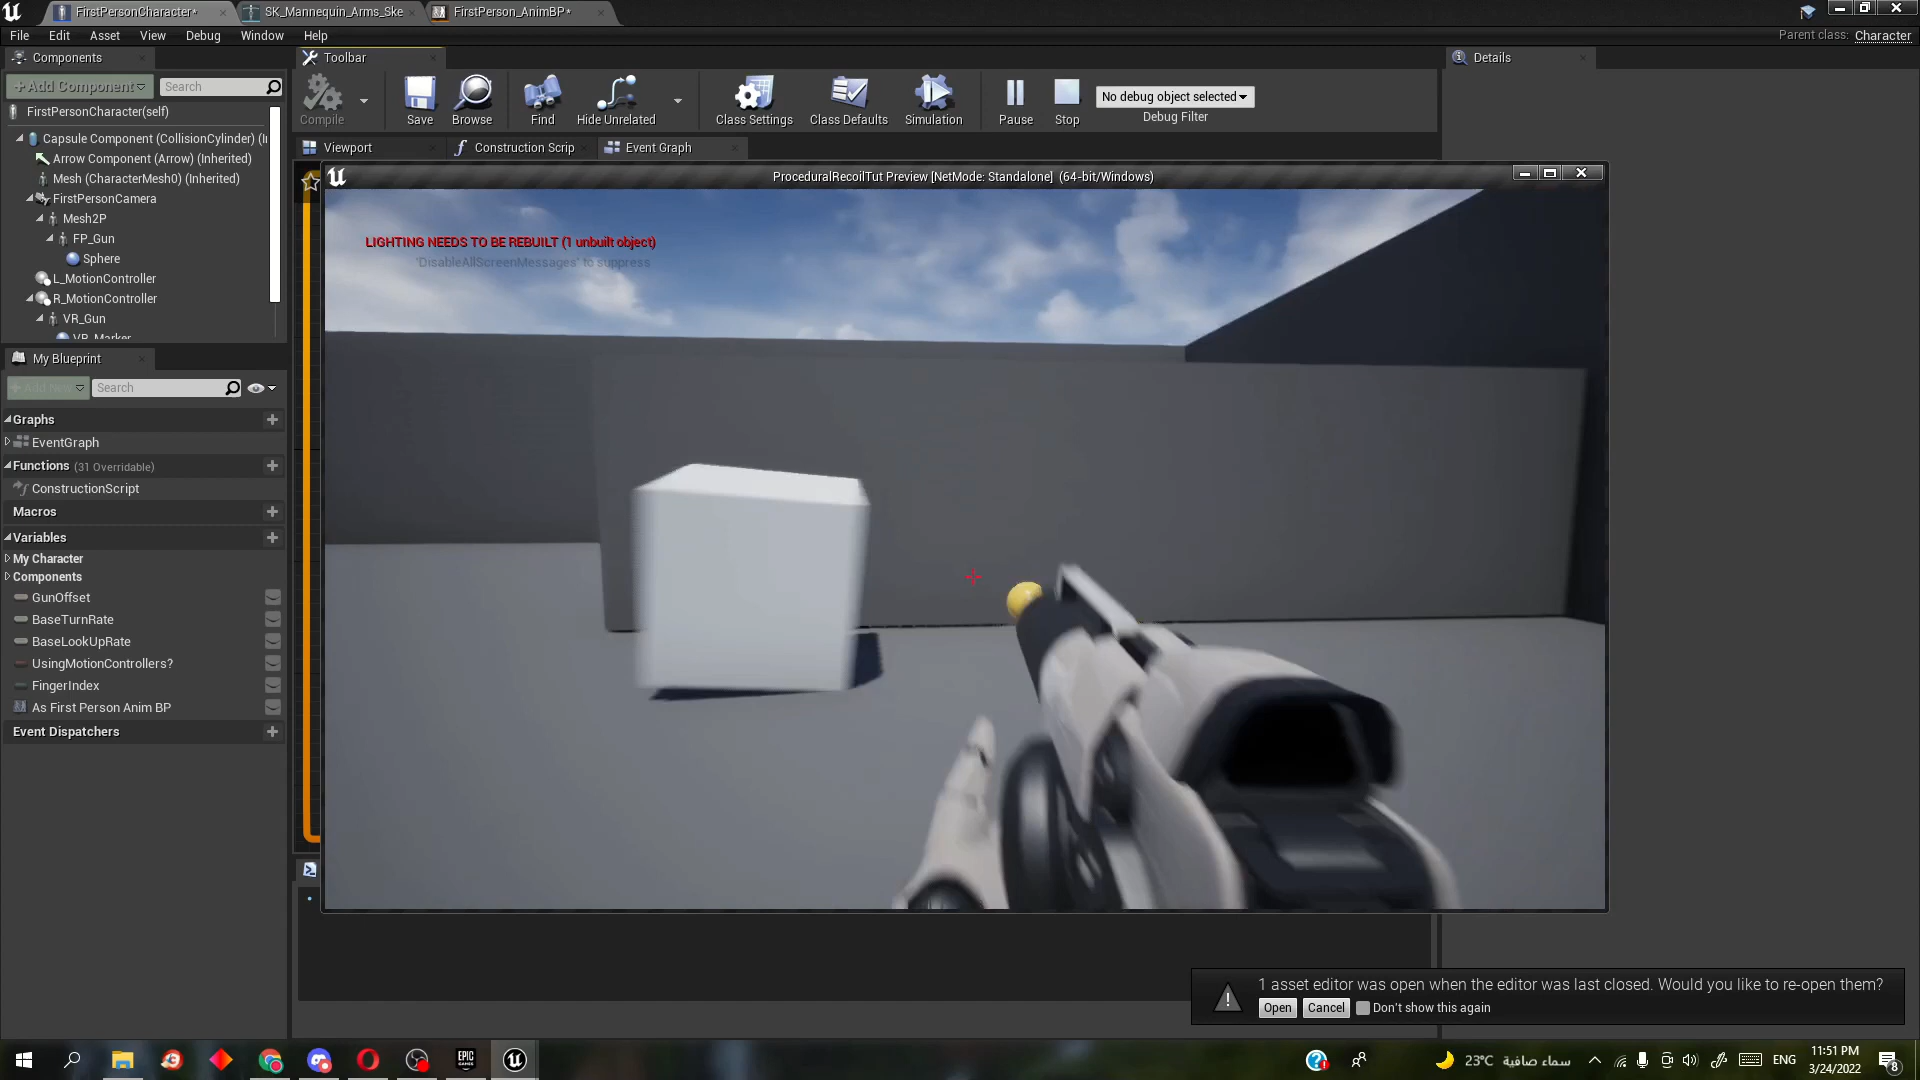 FirstPersonCharacter*
SK_Mannequin_Arms_Ske
FirstPerson_AnimBP*
File Edit Asset View Debug Window Help
Parent class: Character
Components
Toolbar
Details
+Add Component
Search
Compile
Save
Browse
Find
Hide Unrelated
Class Settings
Class Defaults
Simulation
Pause
Stop
No debug object selected
Debug Filter
FirstPersonCharacter(self)
Capsule Component (CollisionCylinder) (I
Arrow Component (Arrow) (Inherited)
Mesh (CharacterMesh0) (Inherited)
FirstPersonCamera
Mesh2P
FP_Gun
Sphere
L_MotionController
R_MotionController
VR_Gun
VR_Marker
Viewport
Construction Scrip
Event Graph
ProceduralRecoilTut Preview [NetMode: Standalone] (64-bit/Windows)
LIGHTING NEEDS TO BE REBUILT (1 unbuilt object)
'DisableAllScreenMessages' to suppress
My Blueprint
+Add New
Search
Graphs
EventGraph
Functions (31 Overridable)
ConstructionScript
Macros
Variables
My Character
Components
GunOffset
BaseTurnRate
BaseLookUpRate
UsingMotionControllers?
FingerIndex
As First Person Anim BP
Event Dispatchers
1 asset editor was open when the editor was last closed. Would you like to re-open them?
Open Cancel Don't show this again
EPIC
GAMES
23°C سماء صافية
ENG
11:51 PM
3/24/2022
8